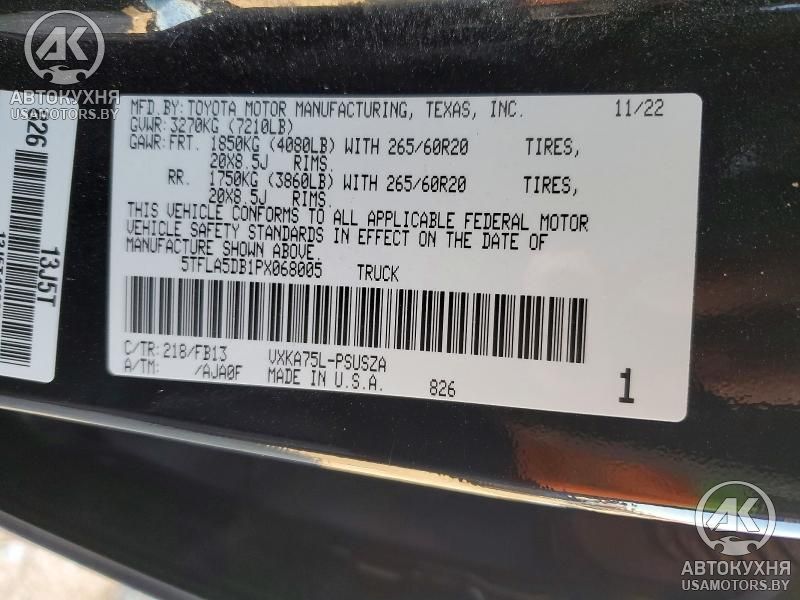 AK
АВТОКУХНЯ
USAMOTORS.BY
826
13J5T
MFD.BY: TOYOTA MOTOR MANUFACTURING, TEXAS, INC. 11/22
GVWR: 3270KG (7210LB)
GAWR: FRT. 1850KG (4080LB) WITH 265/60R20 TIRES,
20X8.5J RIMS.
RR. 1750KG (3860LB) WITH 265/60R20 TIRES,
20X8.5J RIMS.
THIS VEHICLE CONFORMS TO ALL APPLICABLE FEDERAL MOTOR
VEHICLE SAFETY STANDARDS IN EFFECT ON THE DATE OF
MANUFACTURE SHOWN ABOVE.
5TFLA5DB1PX068005 TRUCK
C/TR: 218/FB13 VXKA75L-PSUSZA
A/TM: /AJA0F MADE IN U.S.A. 826 1
AK
АВТОКУХНЯ
USAMOTORS.BY